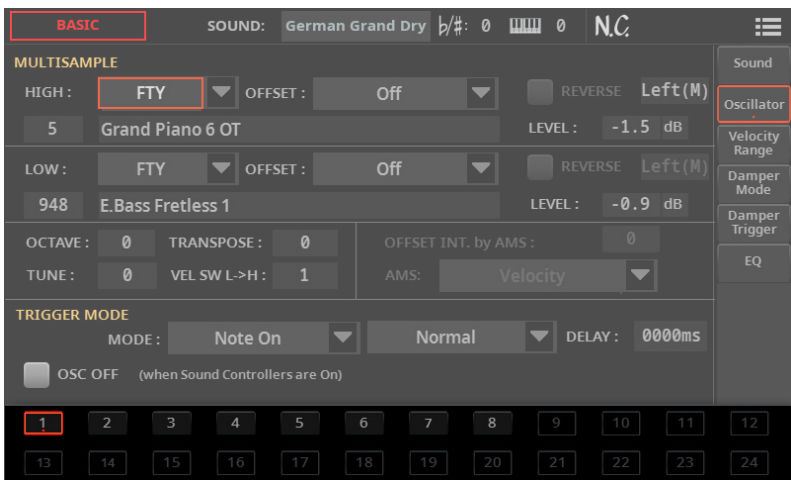 BASIC SOUND: German Grand Dry ♭/#: 0 0 N.C.
MULTISAMPLE Sound
HIGH : FTY OFFSET : Off REVERSE Left(M)
Oscillator
5 Grand Piano 6 OT LEVEL : -1.5 dB
Velocity Range
LOW : FTY OFFSET : Off REVERSE Left(M)
Damper Mode
948 E.Bass Fretless 1 LEVEL : -0.9 dB
Damper Trigger
OCTAVE : 0 TRANSPOSE : 0 OFFSET INT. by AMS : 0
EQ
TUNE : 0 VEL SW L->H : 1 AMS: Velocity
TRIGGER MODE
MODE : Note On Normal DELAY : 0000ms
OSC OFF (when Sound Controllers are On)
1 2 3 4 5 6 7 8 9 10 11 12
13 14 15 16 17 18 19 20 21 22 23 24